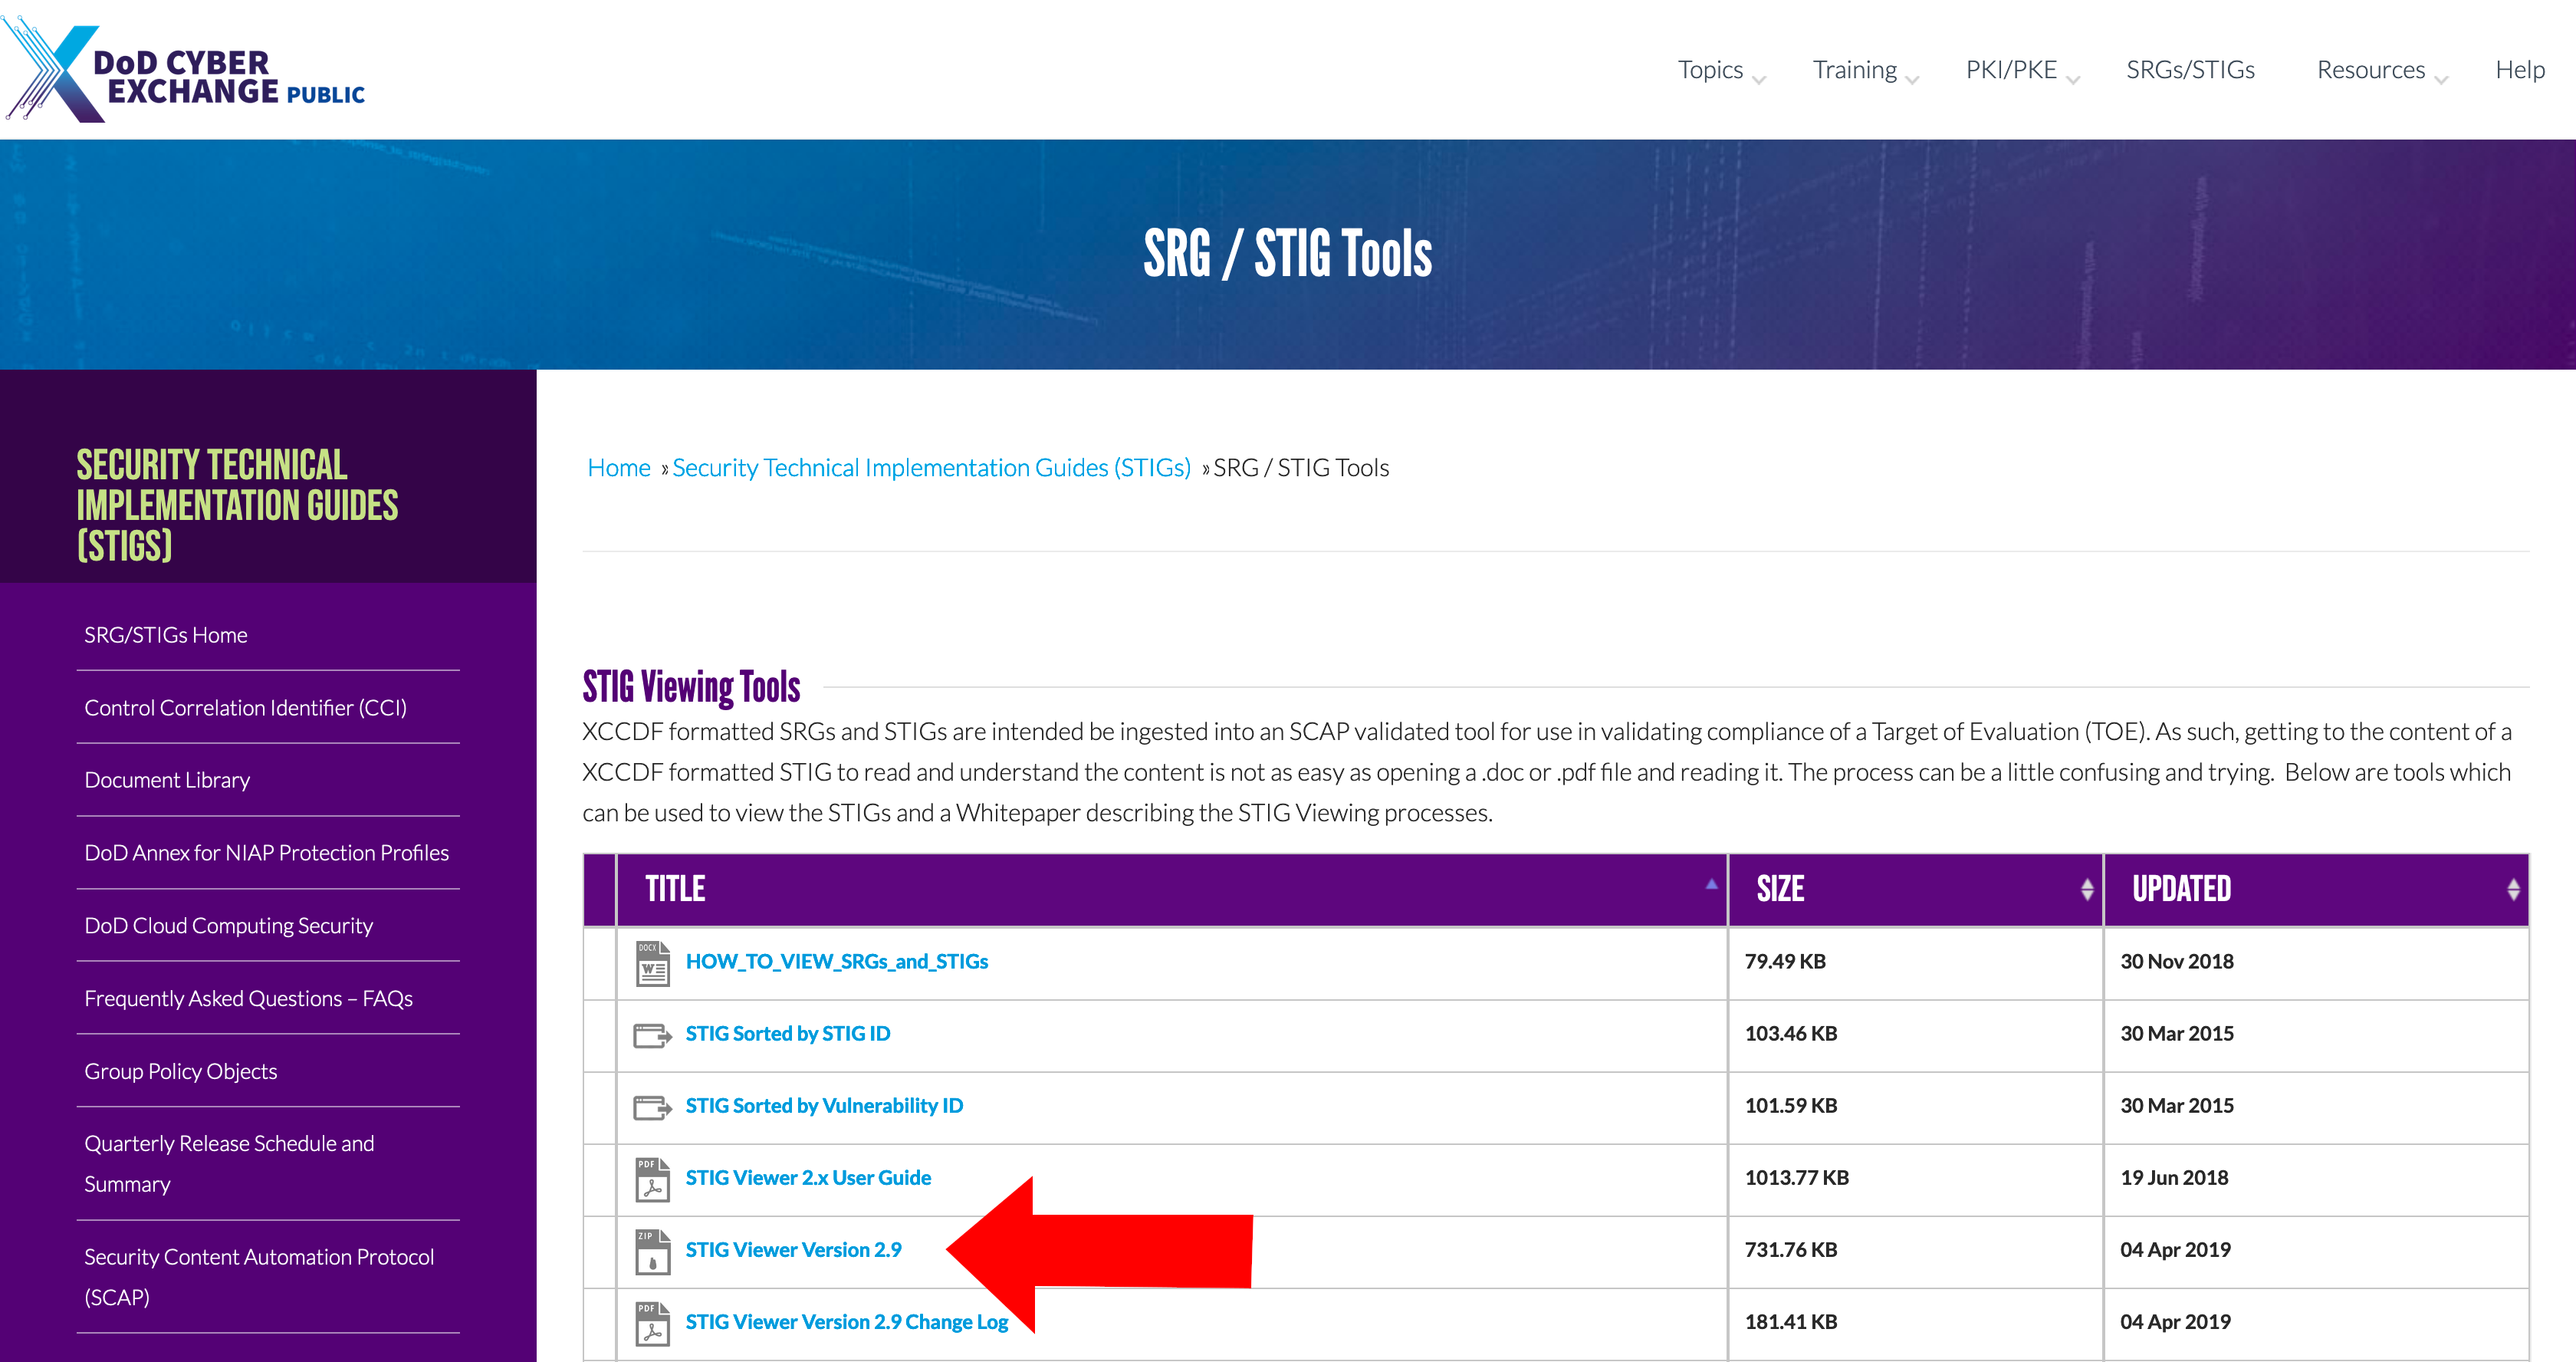 DoD CYBER
EXCHANGE PUBLIC
Topics
Training
PKI/PKE
SRGs/STIGs
Resources
Help
SRG / STIG Tools
SECURITY TECHNICAL
IMPLEMENTATION GUIDES
(STIGS)
SRG/STIGs Home
Control Correlation Identifier (CCI)
Document Library
DoD Annex for NIAP Protection Profiles
DoD Cloud Computing Security
Frequently Asked Questions – FAQs
Group Policy Objects
Quarterly Release Schedule and
Summary
Security Content Automation Protocol
(SCAP)
Home » Security Technical Implementation Guides (STIGs) » SRG / STIG Tools
STIG Viewing Tools
XCCDF formatted SRGs and STIGs are intended be ingested into an SCAP validated tool for use in validating compliance of a Target of Evaluation (TOE). As such, getting to the content of a
XCCDF formatted STIG to read and understand the content is not as easy as opening a .doc or .pdf file and reading it. The process can be a little confusing and trying.  Below are tools which
can be used to view the STIGs and a Whitepaper describing the STIG Viewing processes.
TITLE SIZE UPDATED
DOCX HOW_TO_VIEW_SRGs_and_STIGs 79.49 KB 30 Nov 2018
STIG Sorted by STIG ID 103.46 KB 30 Mar 2015
STIG Sorted by Vulnerability ID 101.59 KB 30 Mar 2015
PDF STIG Viewer 2.x User Guide 1013.77 KB 19 Jun 2018
ZIP STIG Viewer Version 2.9 731.76 KB 04 Apr 2019
PDF STIG Viewer Version 2.9 Change Log 181.41 KB 04 Apr 2019